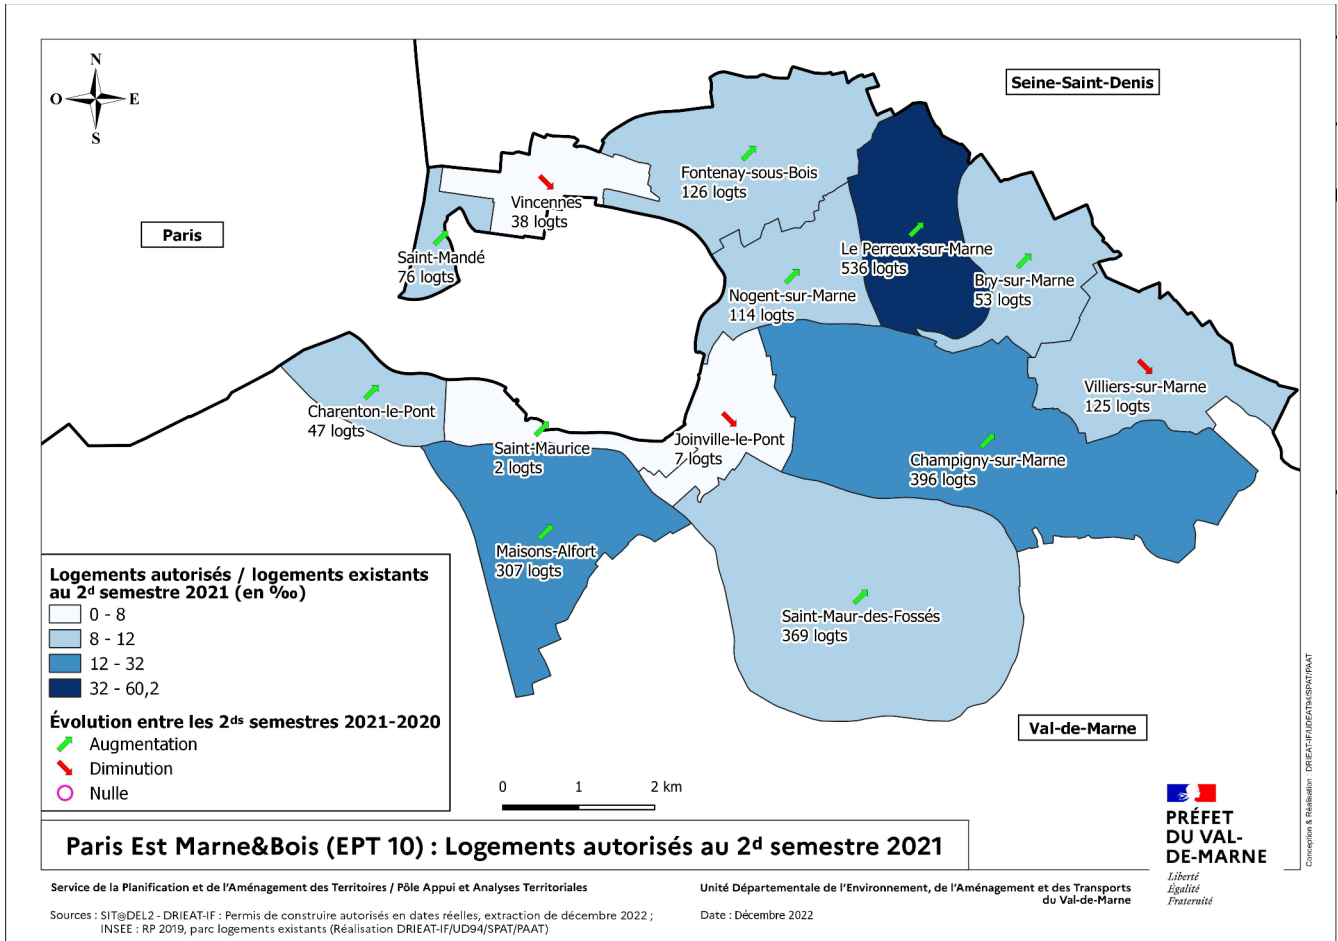 N
O
E
S
Seine-Saint-Denis
Paris
Val-de-Marne
Fontenay-sous-Bois
126 logts
Vincennes
38 logts
Saint-Mandé
76 logts
Le Perreux-sur-Marne
536 logts
Bry-sur-Marne
53 logts
Nogent-sur-Marne
114 logts
Villiers-sur-Marne
125 logts
Charenton-le-Pont
47 logts
Saint-Maurice
2 logts
Joinville-le-Pont
7 logts
Champigny-sur-Marne
396 logts
Maisons-Alfort
307 logts
Saint-Maur-des-Fossés
369 logts
Logements autorisés / logements existants
au 2ᵈ semestre 2021 (en ‰)
0 - 8
8 - 12
12 - 32
32 - 60,2
Évolution entre les 2ᵈˢ semestres 2021-2020
Augmentation
Diminution
Nulle
0 1 2 km
Paris Est Marne&Bois (EPT 10) : Logements autorisés au 2ᵈ semestre 2021
PRÉFET
DU VAL-
DE-MARNE
Liberté
Égalité
Fraternité
Conception & Réalisation : DRIEAT-IF/UDEAT94/SPAT/PAAT
Service de la Planification et de l'Aménagement des Territoires / Pôle Appui et Analyses Territoriales
Sources : SIT@DEL2 - DRIEAT-IF : Permis de construire autorisés en dates réelles, extraction de décembre 2022 ;
INSEE : RP 2019, parc logements existants (Réalisation DRIEAT-IF/UD94/SPAT/PAAT)
Unité Départementale de l'Environnement, de l'Aménagement et des Transports
du Val-de-Marne
Date : Décembre 2022